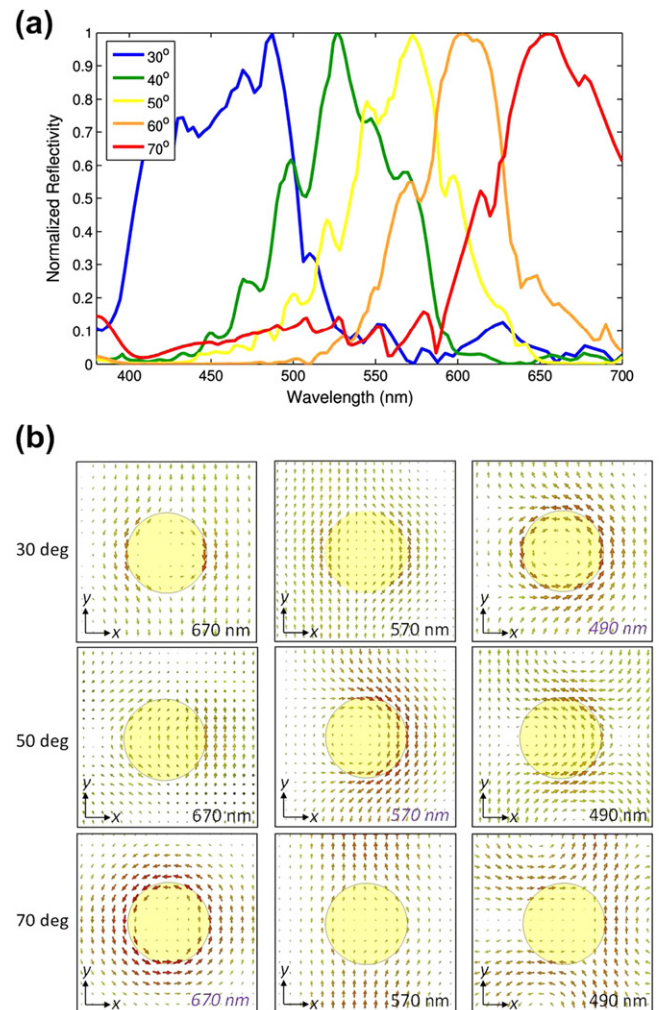 (a)
1
0.9
0.8
0.7
0.6
0.5
0.4
0.3
0.2
0.1
0
Normalized Reflectivity
30°
40°
50°
60°
70°
400 450 500 550 600 650 700
Wavelength (nm)
(b)
30 deg
y x 670 nm
y x 570 nm
y x 490 nm
50 deg
y x 670 nm
y x 570 nm
y x 490 nm
70 deg
y x 670 nm
y x 570 nm
y x 490 nm